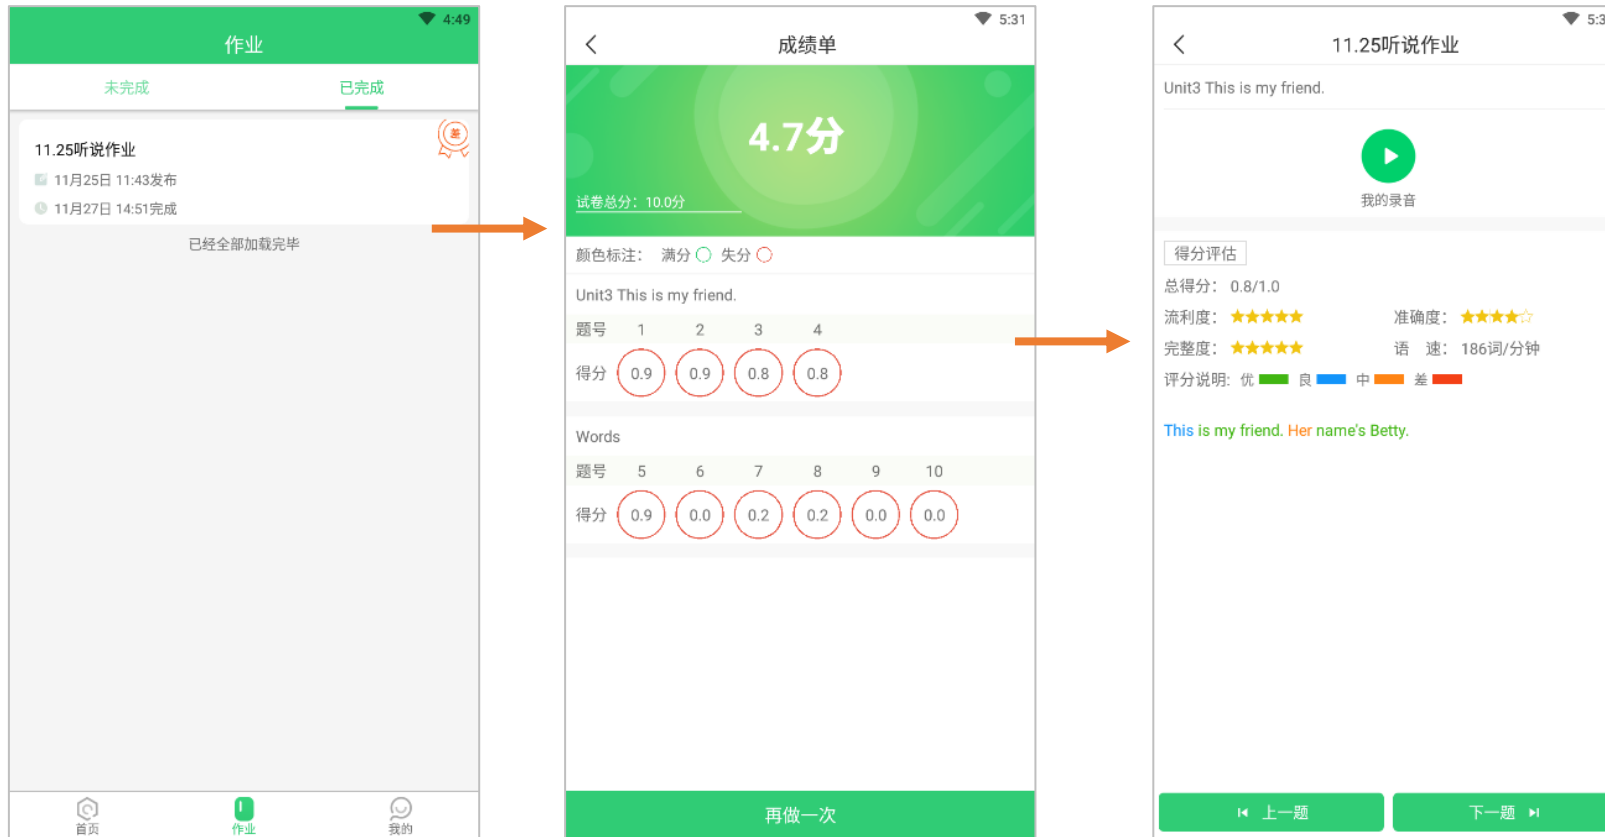 4:49
作业
未完成
已完成
差
11.25听说作业
11月25日 11:43发布
11月27日 14:51完成
已经全部加载完毕
首页
作业
我的
5:31
成绩单
4.7分
试卷总分：10.0分
颜色标注： 满分 失分
Unit3 This is my friend.
题号 1 2 3 4
得分 0.9 0.9 0.8 0.8
Words
题号 5 6 7 8 9 10
得分 0.9 0.0 0.2 0.2 0.0 0.0
再做一次
5:3
11.25听说作业
Unit3 This is my friend.
我的录音
得分评估
总得分： 0.8/1.0
流利度： 准确度：
完整度： 语 速： 186词/分钟
评分说明: 优 良 中 差
This is my friend. Her name's Betty.
上一题
下一题